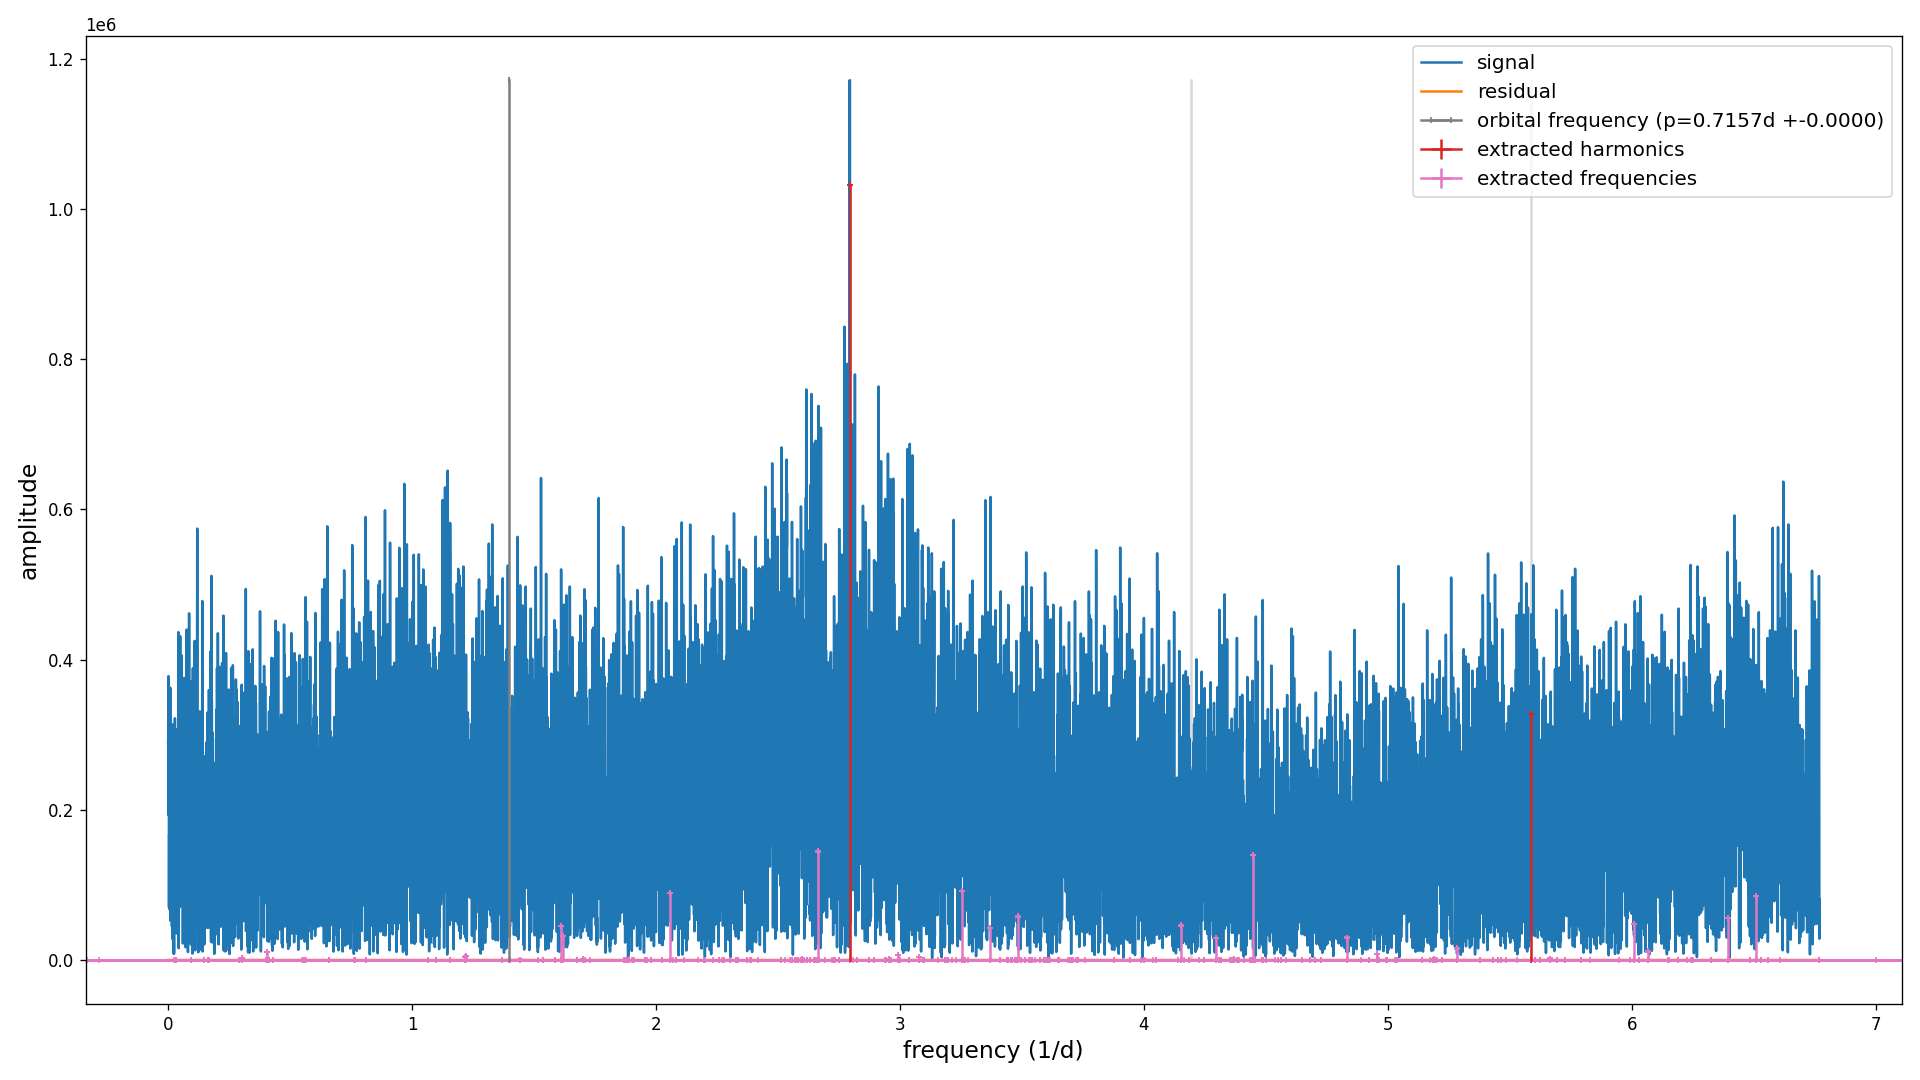 1e6
1.2
1.0
0.8
0.6
0.4
0.2
0.0
amplitude
signal
residual
orbital frequency (p=0.7157d +-0.0000)
extracted harmonics
extracted frequencies
0 1 2 3 4 5 6 7
frequency (1/d)